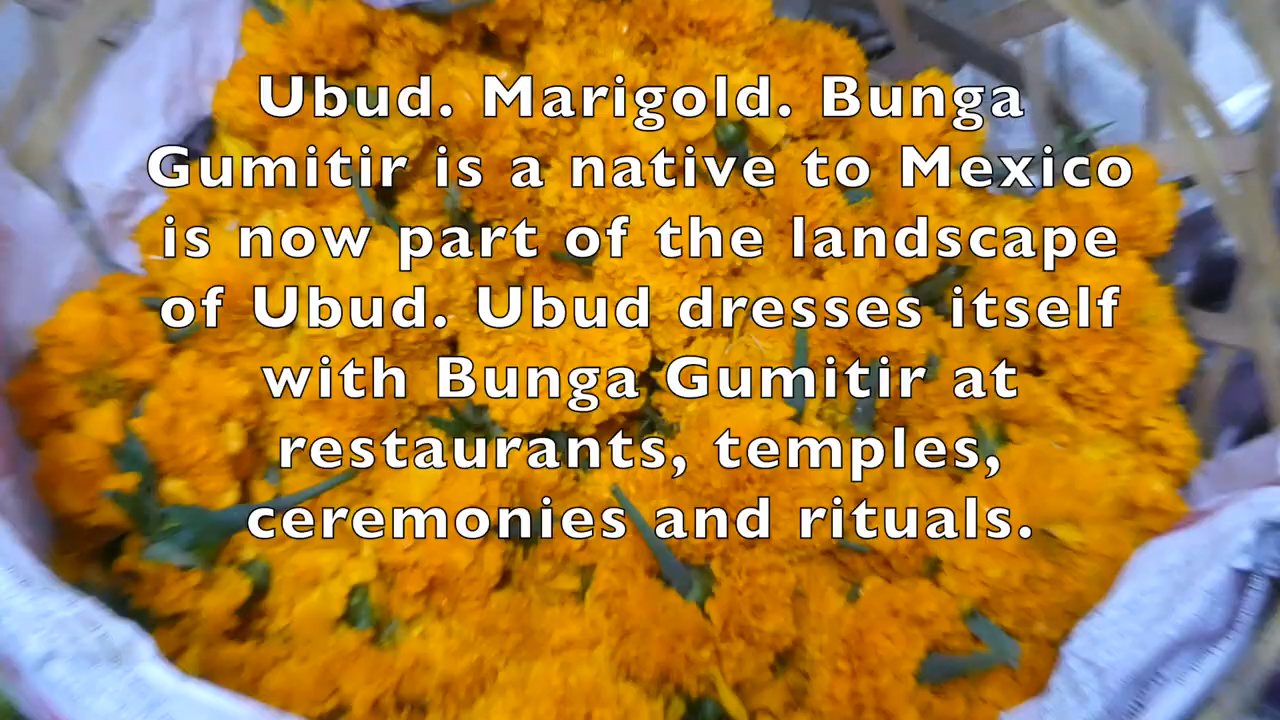 Ubud. Marigold. Bunga
Gumitir is a native to Mexico
is now part of the landscape
of Ubud. Ubud dresses itself
with Bunga Gumitir at
restaurants, temples,
ceremonies and rituals.